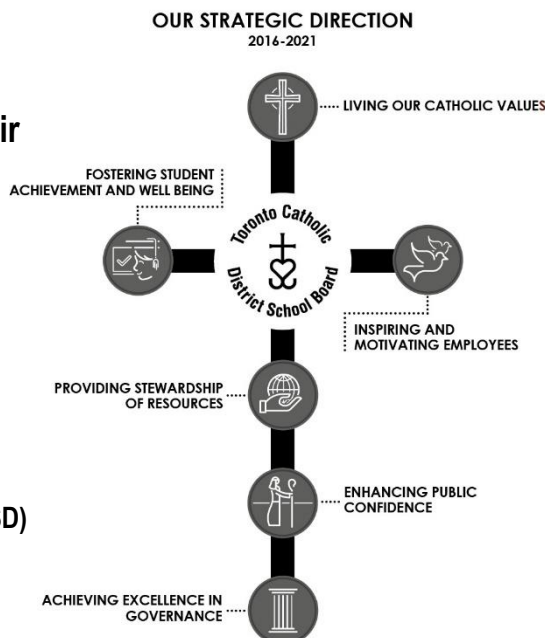 OUR STRATEGIC DIRECTION
2016-2021
LIVING OUR CATHOLIC VALUES
ir
FOSTERING STUDENT
ACHIEVEMENT AND WELL BEING
Toronto Catholic
District School Board
INSPIRING AND
MOTIVATING EMPLOYEES
PROVIDING STEWARDSHIP
OF RESOURCES
ENHANCING PUBLIC
CONFIDENCE
D)
ACHIEVING EXCELLENCE IN
GOVERNANCE